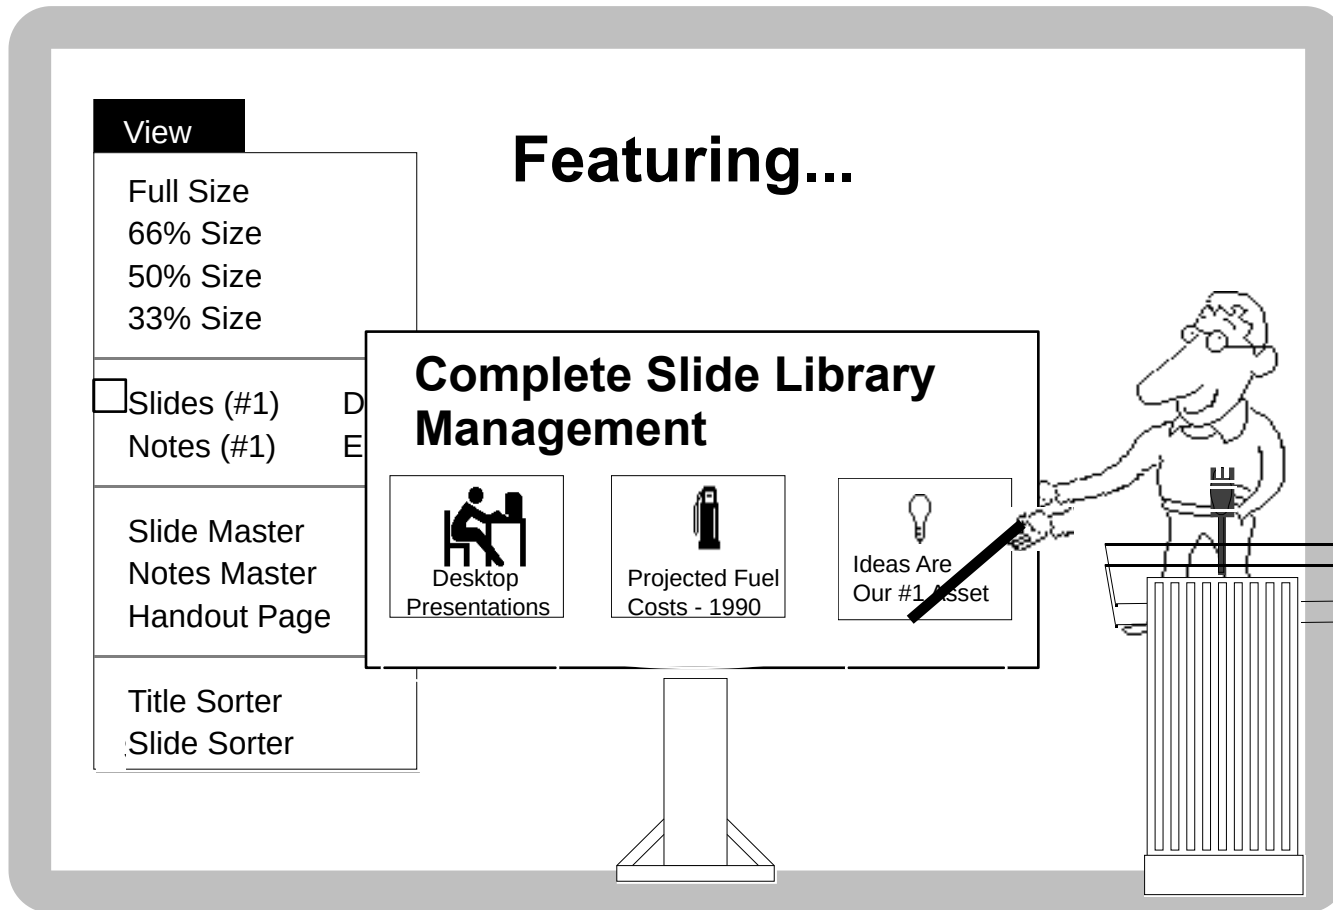 View
Featuring...
Full Size
66% Size
50% Size
33% Size
Slides (#1) D
Notes (#1) E
Slide Master
Notes Master
Handout Page
Title Sorter
Slide Sorter
Complete Slide Library
Management
Desktop
Presentations
Projected Fuel
Costs - 1990
Ideas Are
Our #1 Asset